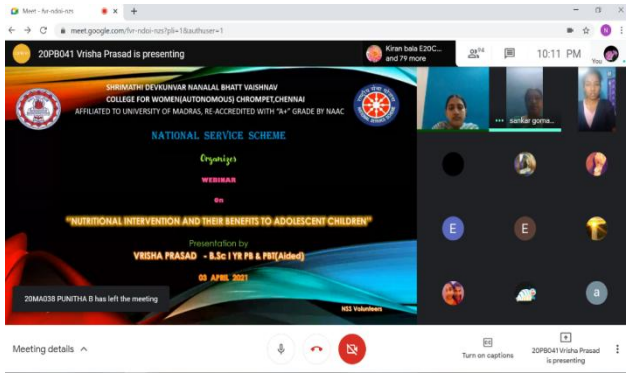 Meet - fvr-ndoi-nzs
meet.google.com/fvr-ndoi-nzs?pli=1&authuser=1
N
20PB041 Vrisha Prasad is presenting
Kiran bala E20C...
and 79 more
94
10:11 PM
You
SHRIMATHI DEVKUNVAR NANALAL BHATT VAISHNAV
COLLEGE FOR WOMEN(AUTONOMOUS) CHROMPET,CHENNAI
AFFILIATED TO UNIVERSITY OF MADRAS, RE-ACCREDITED WITH "A+" GRADE BY NAAC
NATIONAL SERVICE SCHEME
Organizes
WEBINAR
On
"NUTRITIONAL INTERVENTION AND THEIR BENEFITS TO ADOLESCENT CHILDREN"
Presentation by
VRISHA PRASAD - B.Sc I YR PB & PBT(Aided)
03 APRIL 2021
NSS Volunteers
20MA038 PUNITHA B has left the meeting
sankar goma...
E
E
a
Meeting details
Turn on captions
20PB041 Vrisha Prasad
is presenting